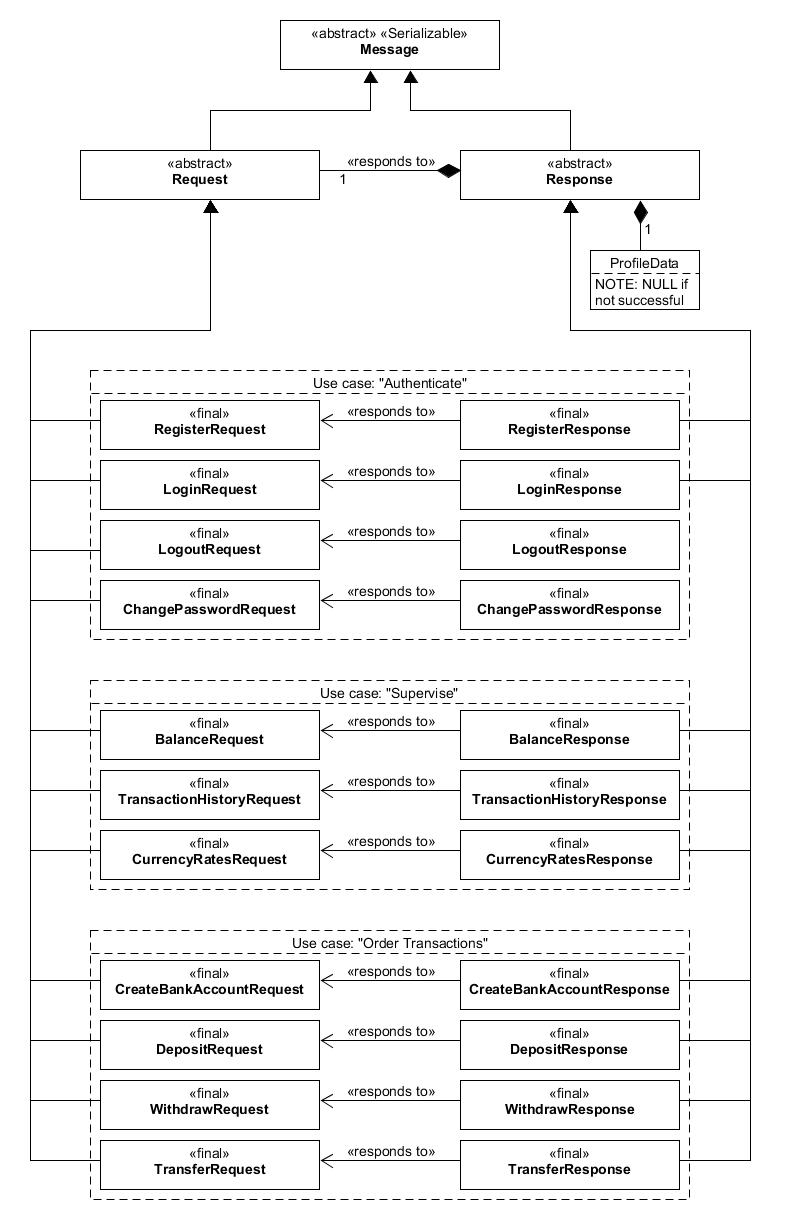 «abstract» «Serializable»
Message
«abstract»
Request
«responds to»
1
«abstract»
Response
1
ProfileData
NOTE: NULL if
not successful
Use case: "Authenticate"
«final»
RegisterRequest
«responds to»
«final»
RegisterResponse
«final»
LoginRequest
«responds to»
«final»
LoginResponse
«final»
LogoutRequest
«responds to»
«final»
LogoutResponse
«final»
ChangePasswordRequest
«responds to»
«final»
ChangePasswordResponse
Use case: "Supervise"
«final»
BalanceRequest
«responds to»
«final»
BalanceResponse
«final»
TransactionHistoryRequest
«responds to»
«final»
TransactionHistoryResponse
«final»
CurrencyRatesRequest
«responds to»
«final»
CurrencyRatesResponse
Use case: "Order Transactions"
«final»
CreateBankAccountRequest
«responds to»
«final»
CreateBankAccountResponse
«final»
DepositRequest
«responds to»
«final»
DepositResponse
«final»
WithdrawRequest
«responds to»
«final»
WithdrawResponse
«final»
TransferRequest
«responds to»
«final»
TransferResponse